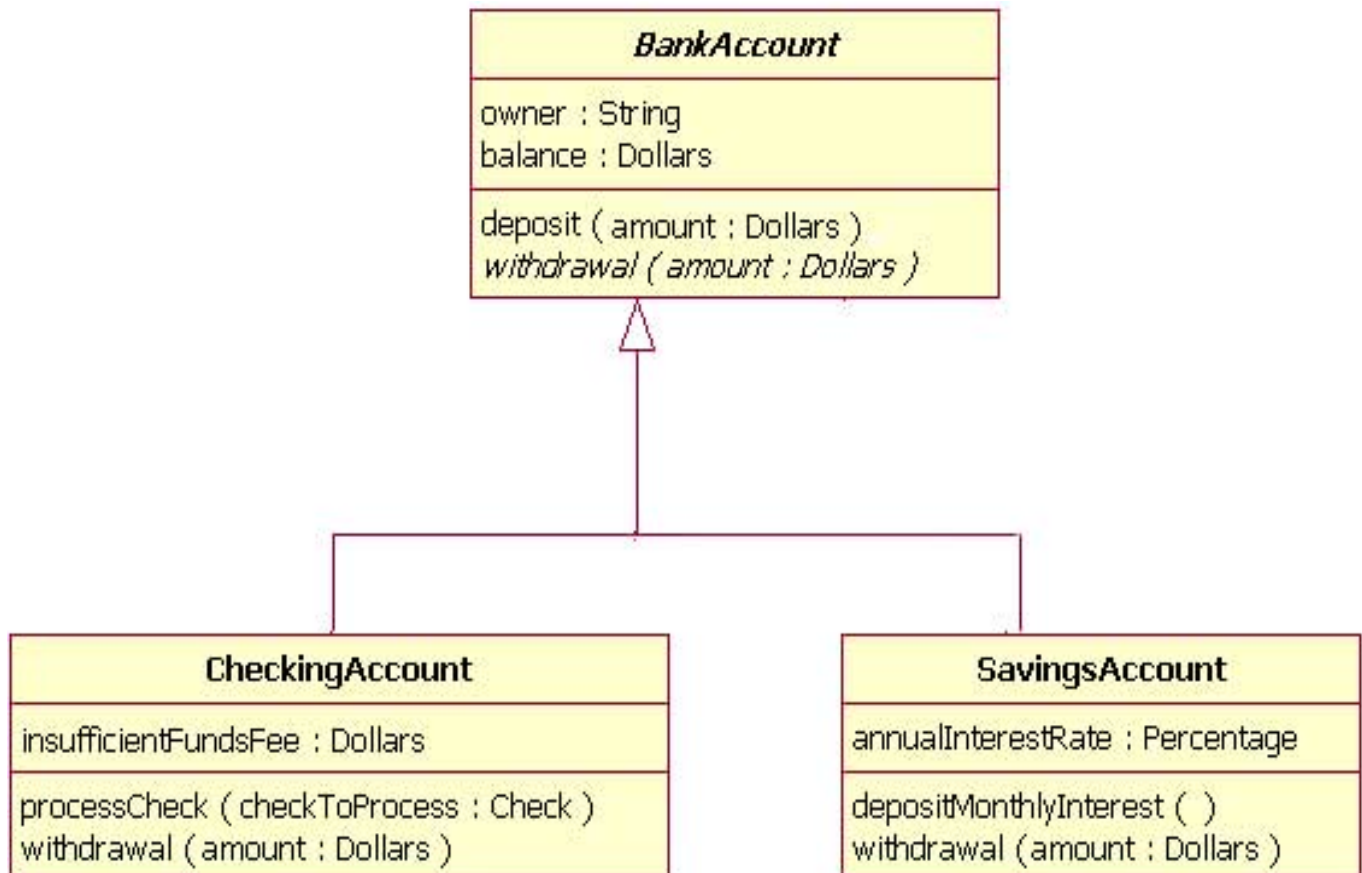 BankAccount
owner : String
balance : Dollars
deposit ( amount : Dollars )
withdrawal ( amount : Dollars )
CheckingAccount
insufficientFundsFee : Dollars
processCheck ( checkToProcess : Check )
withdrawal ( amount : Dollars )
SavingsAccount
annualInterestRate : Percentage
depositMonthlyInterest ( )
withdrawal ( amount : Dollars )